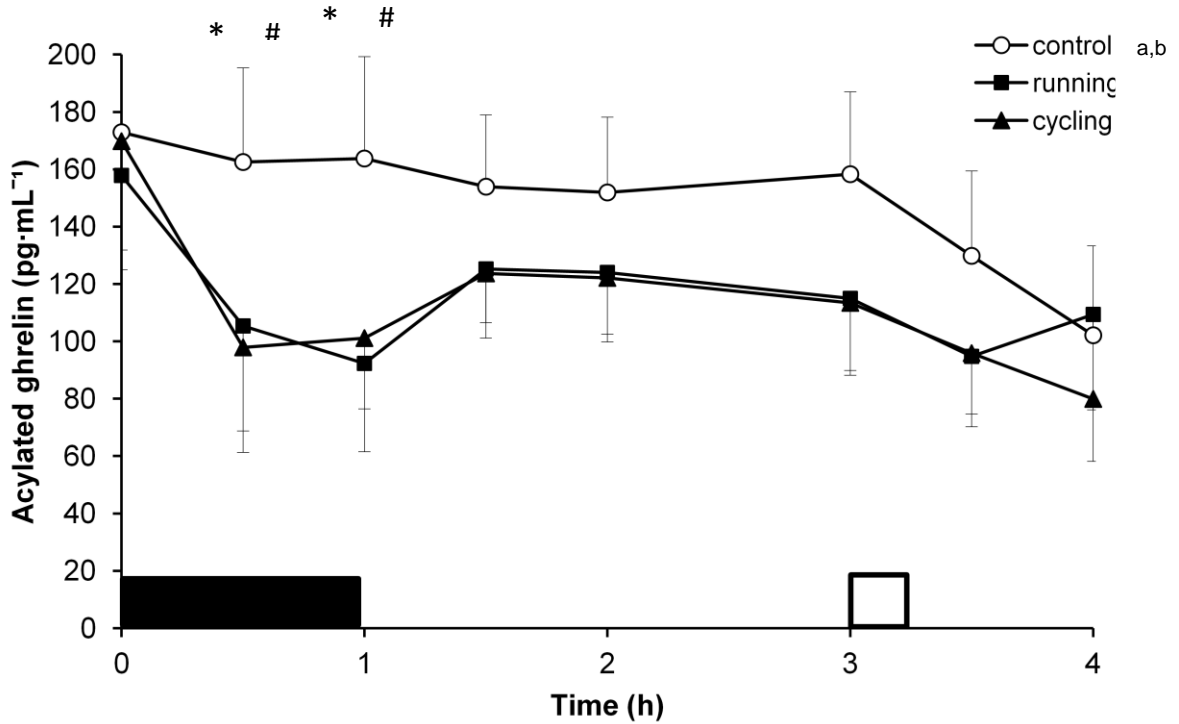 * # * #
200
180
160
140
120
100
80
60
40
20
0
Acylated ghrelin (pg·mL⁻¹)
control a,b
running
cycling
0 1 2 3 4
Time (h)